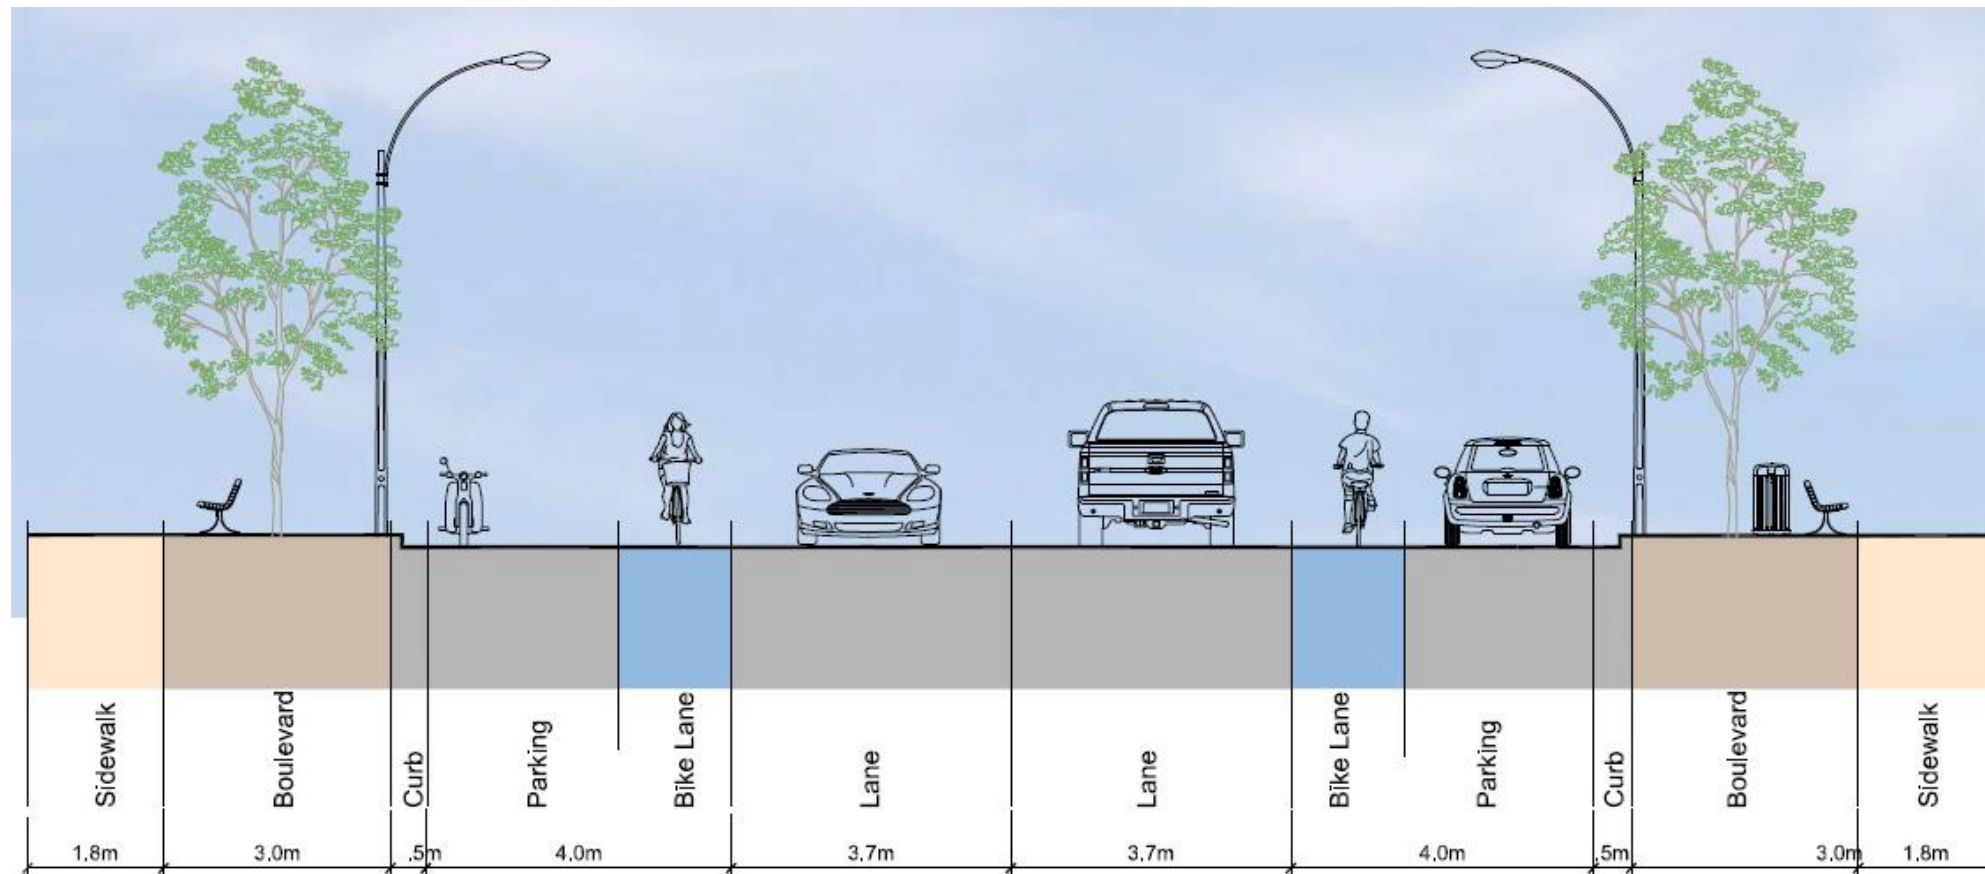 Sidewalk
Boulevard
Curb
Parking
Bike Lane
Lane
Lane
Bike Lane
Parking
Curb
Boulevard
Sidewalk
1.8m
3.0m
.5m
4.0m
3.7m
3.7m
4.0m
.5m
3.0m
1.8m